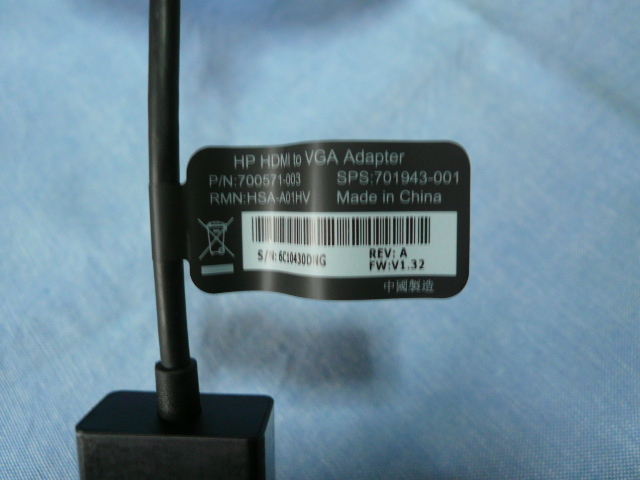 HP HDMI to VGA Adapter
P/N:700571-003 SPS:701943-001
RMN:HSA-A01HV Made in China
S/N: 6C10430DNG REV: A
FW:V1.32
中國製造